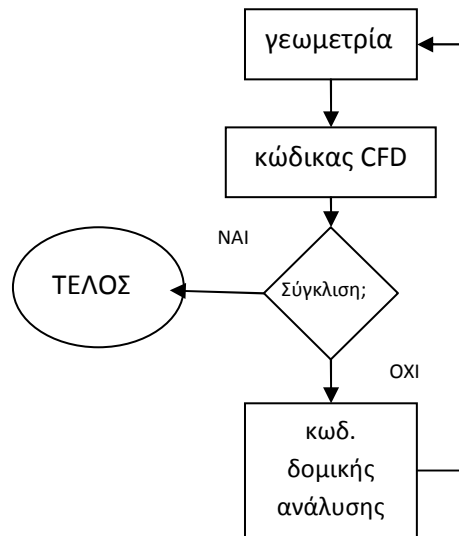 γεωμετρία
κώδικας CFD
ΝΑΙ
ΤΕΛΟΣ
Σύγκλιση;
ΟΧΙ
κωδ.
δομικής
ανάλυσης